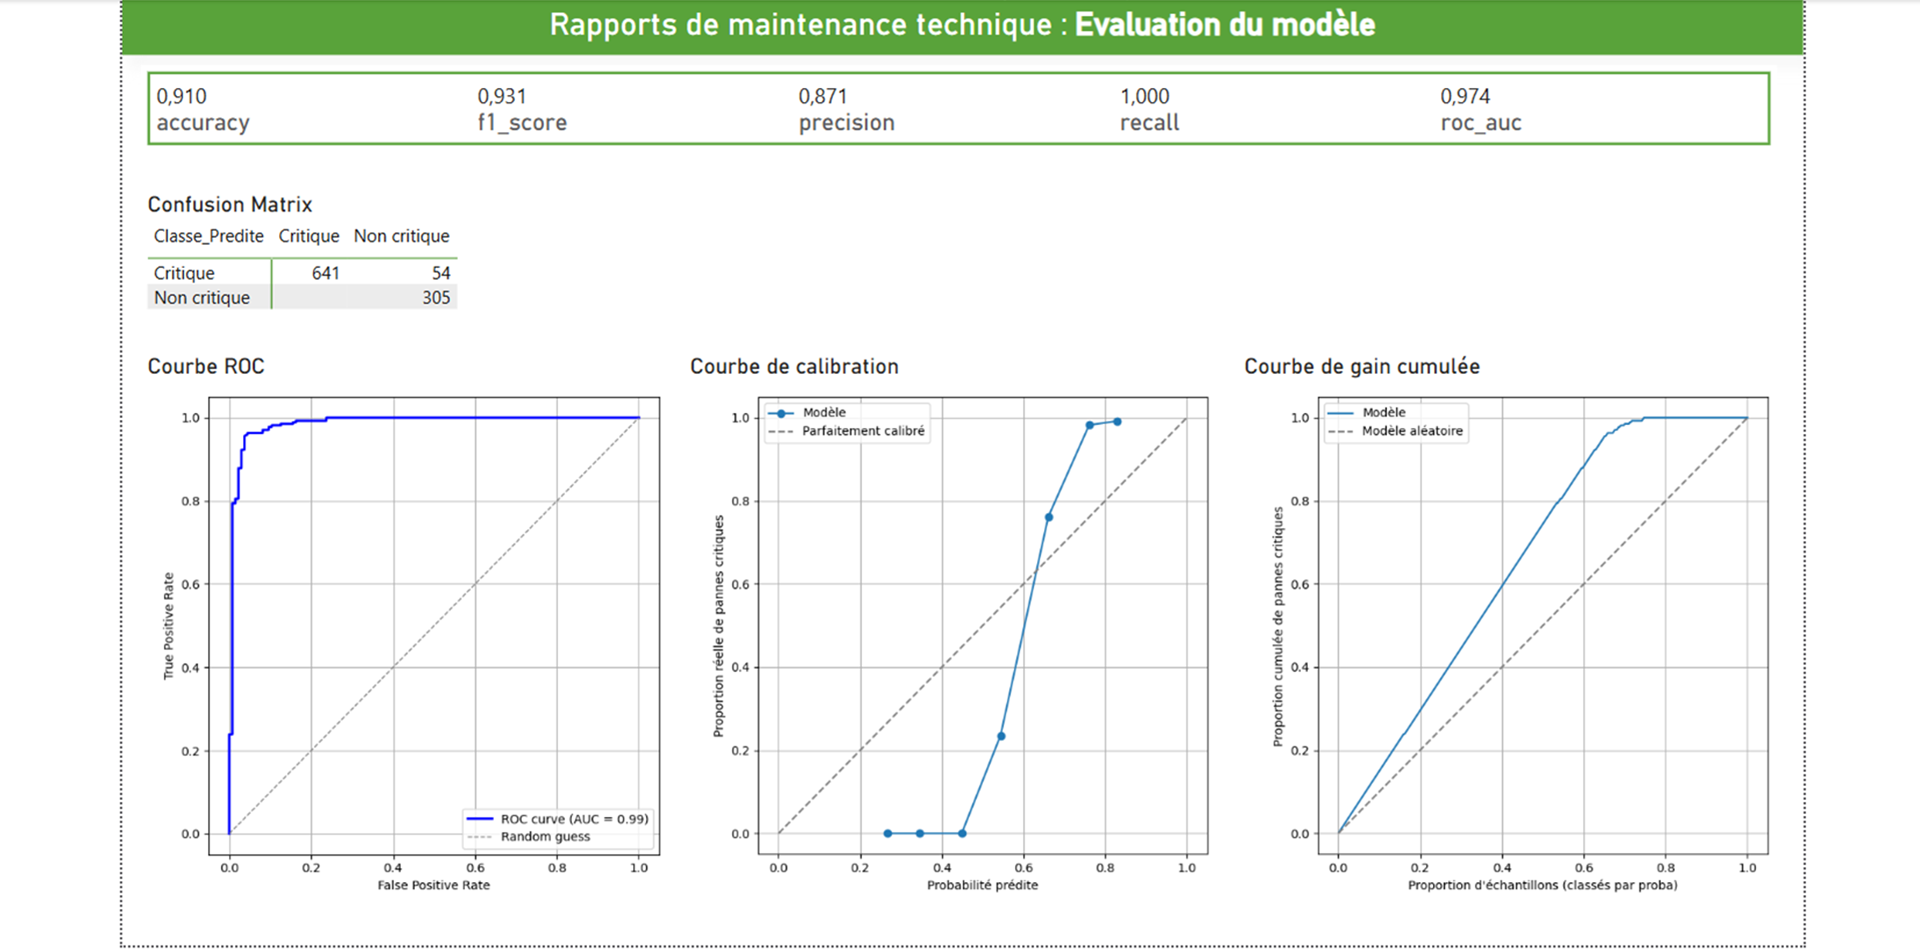 Rapports de maintenance technique : Evaluation du modèle
0,910 0,931 0,871 1,000 0,974
accuracy f1_score precision recall roc_auc
Confusion Matrix
Classe_Predite Critique Non critique
Critique 641 54
Non critique 305
Courbe ROC
1.0
0.8
0.6
0.4
0.2
0.0
True Positive Rate
ROC curve (AUC = 0.99)
Random guess
0.0 0.2 0.4 0.6 0.8 1.0
False Positive Rate
Courbe de calibration
Modèle
Parfaitement calibré
1.0
0.8
0.6
0.4
0.2
0.0
Proportion réelle de pannes critiques
0.0 0.2 0.4 0.6 0.8 1.0
Probabilité prédite
Courbe de gain cumulée
Modèle
Modèle aléatoire
1.0
0.8
0.6
0.4
0.2
0.0
Proportion cumulée de pannes critiques
0.0 0.2 0.4 0.6 0.8 1.0
Proportion d'échantillons (classés par proba)